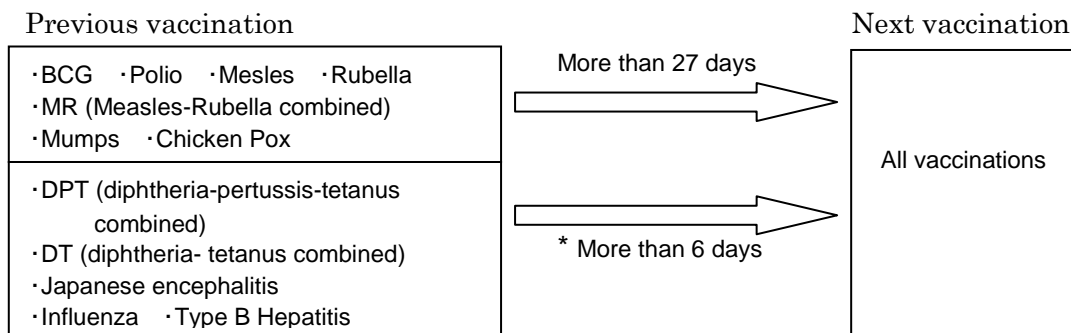 Previous vaccination
Next vaccination
・BCG ・Polio ・Mesles ・Rubella
・MR (Measles-Rubella combined)
・Mumps ・Chicken Pox
More than 27 days
・DPT (diphtheria-pertussis-tetanus
combined)
・DT (diphtheria- tetanus combined)
・Japanese encephalitis
・Influenza ・Type B Hepatitis
* More than 6 days
All vaccinations